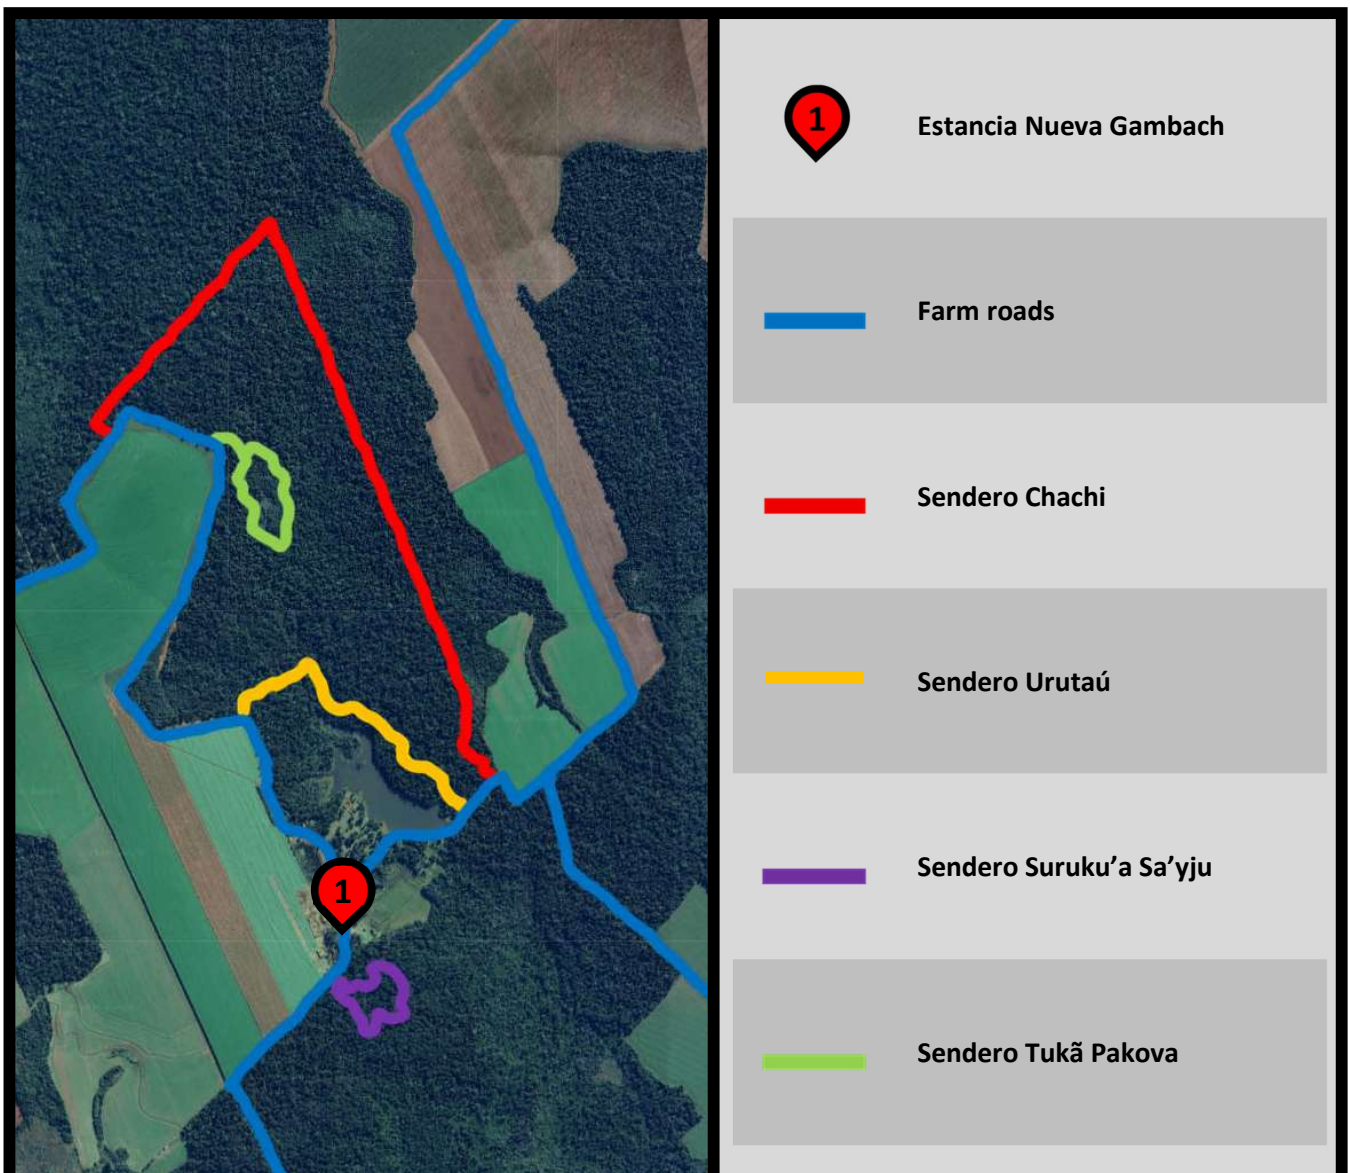 1
Estancia Nueva Gambach
Farm roads
Sendero Chachi
Sendero Urutaú
Sendero Suruku’a Sa’yju
Sendero Tukã Pakova
1